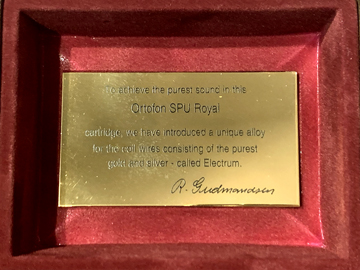 To achieve the purest sound in this
Ortofon SPU Royal
cartridge, we have introduced a unique alloy
for the coil wires consisting of the purest
gold and silver - called Electrum.
R. Gudmandsen